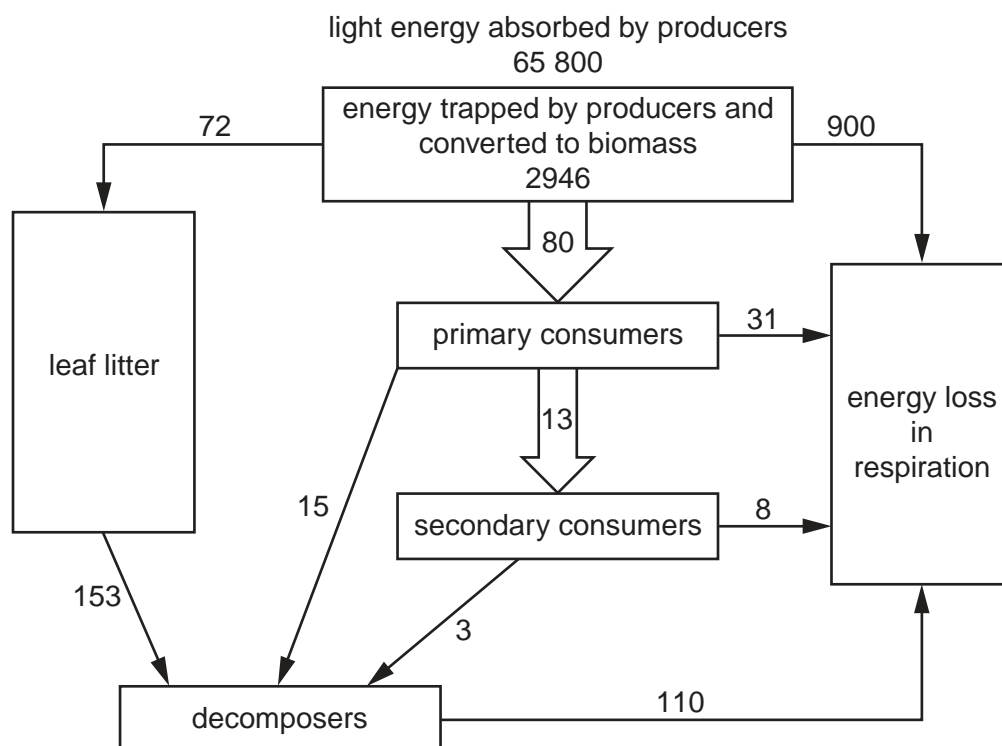 light energy absorbed by producers
65 800
energy trapped by producers and
converted to biomass
2946
72
900
80
primary consumers
31
leaf litter
energy loss
in
respiration
13
15
secondary consumers
8
153
3
decomposers
110